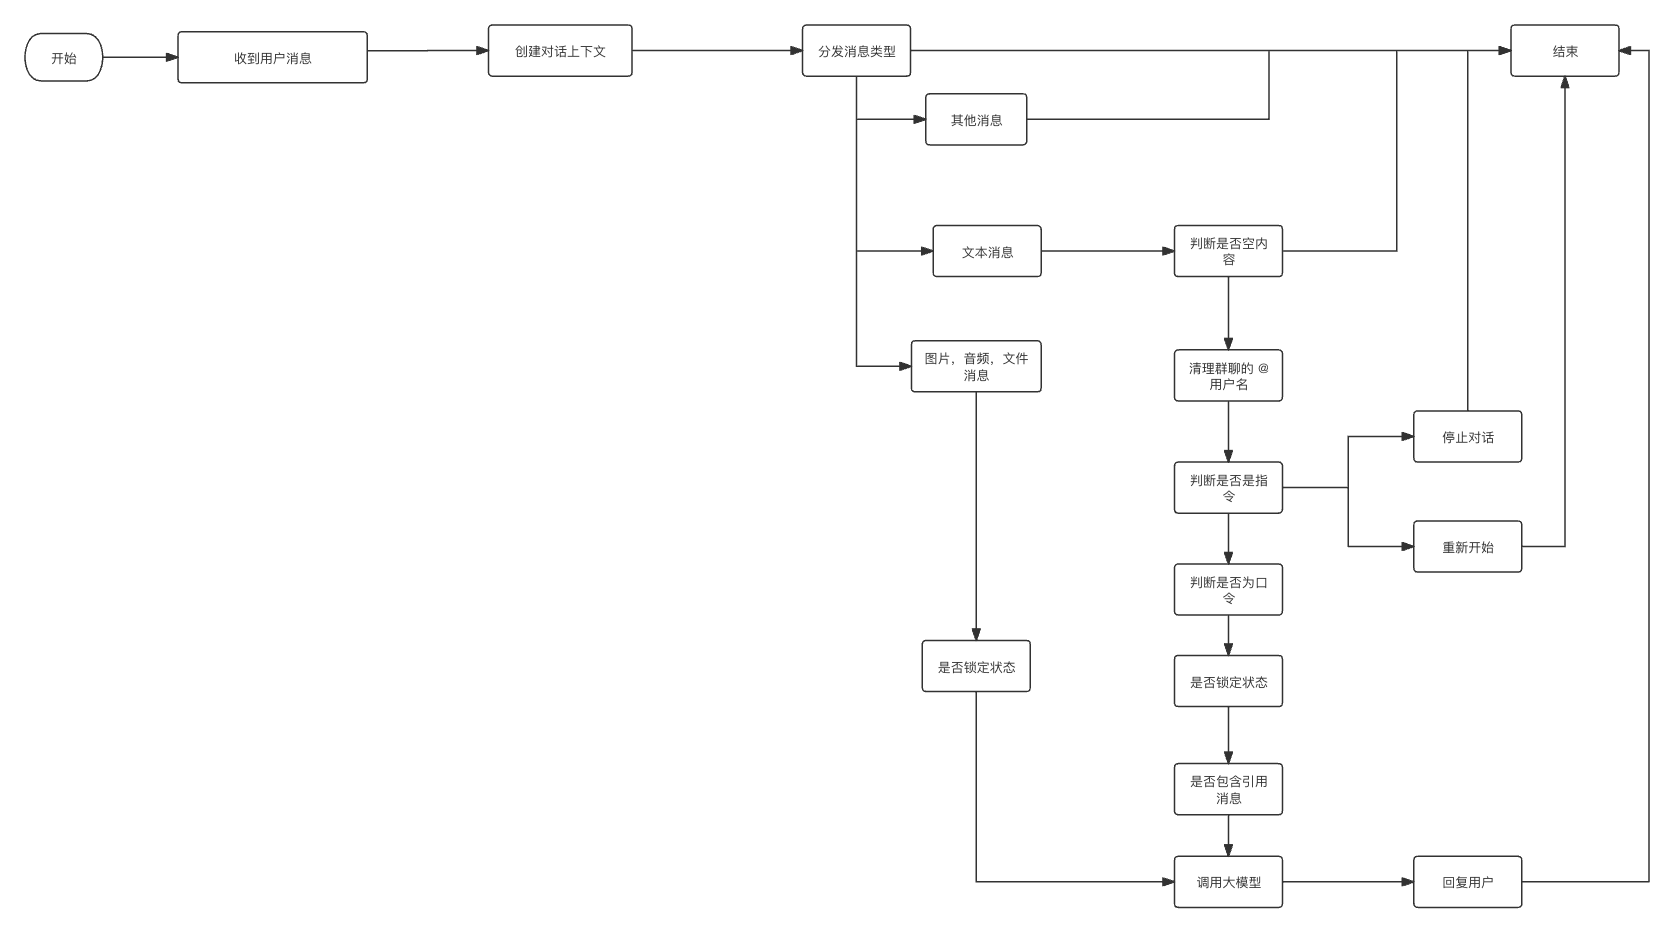 开始
收到用户消息
创建对话上下文
分发消息类型
结束
其他消息
文本消息
判断是否空内
容
图片，音频，文件
消息
清理群聊的 @
用户名
停止对话
判断是否是指
令
重新开始
判断是否为口
令
是否锁定状态
是否锁定状态
是否包含引用
消息
调用大模型
回复用户